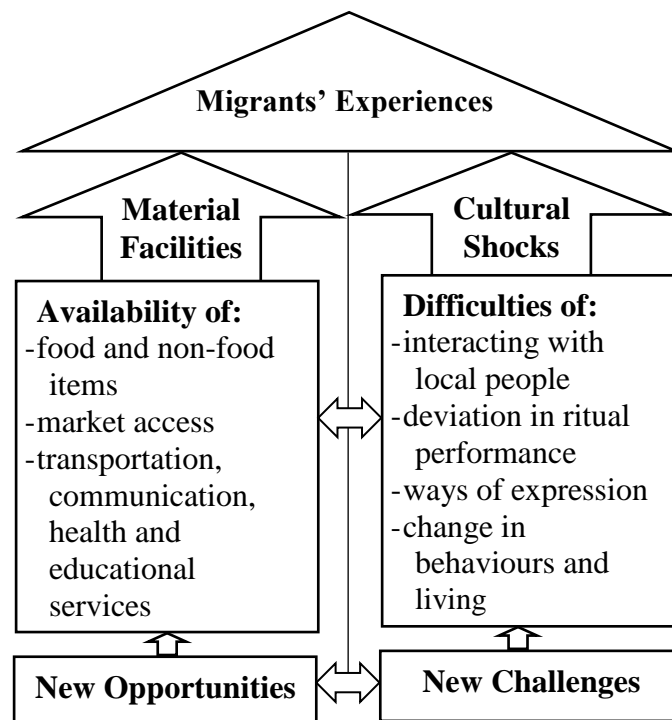 Migrants’ Experiences
Material
Facilities
Availability of:
-food and non-food
items
-market access
-transportation,
communication,
health and
educational
services
New Opportunities
Cultural
Shocks
Difficulties of:
-interacting with
local people
-deviation in ritual
performance
-ways of expression
-change in
behaviours and
living
New Challenges